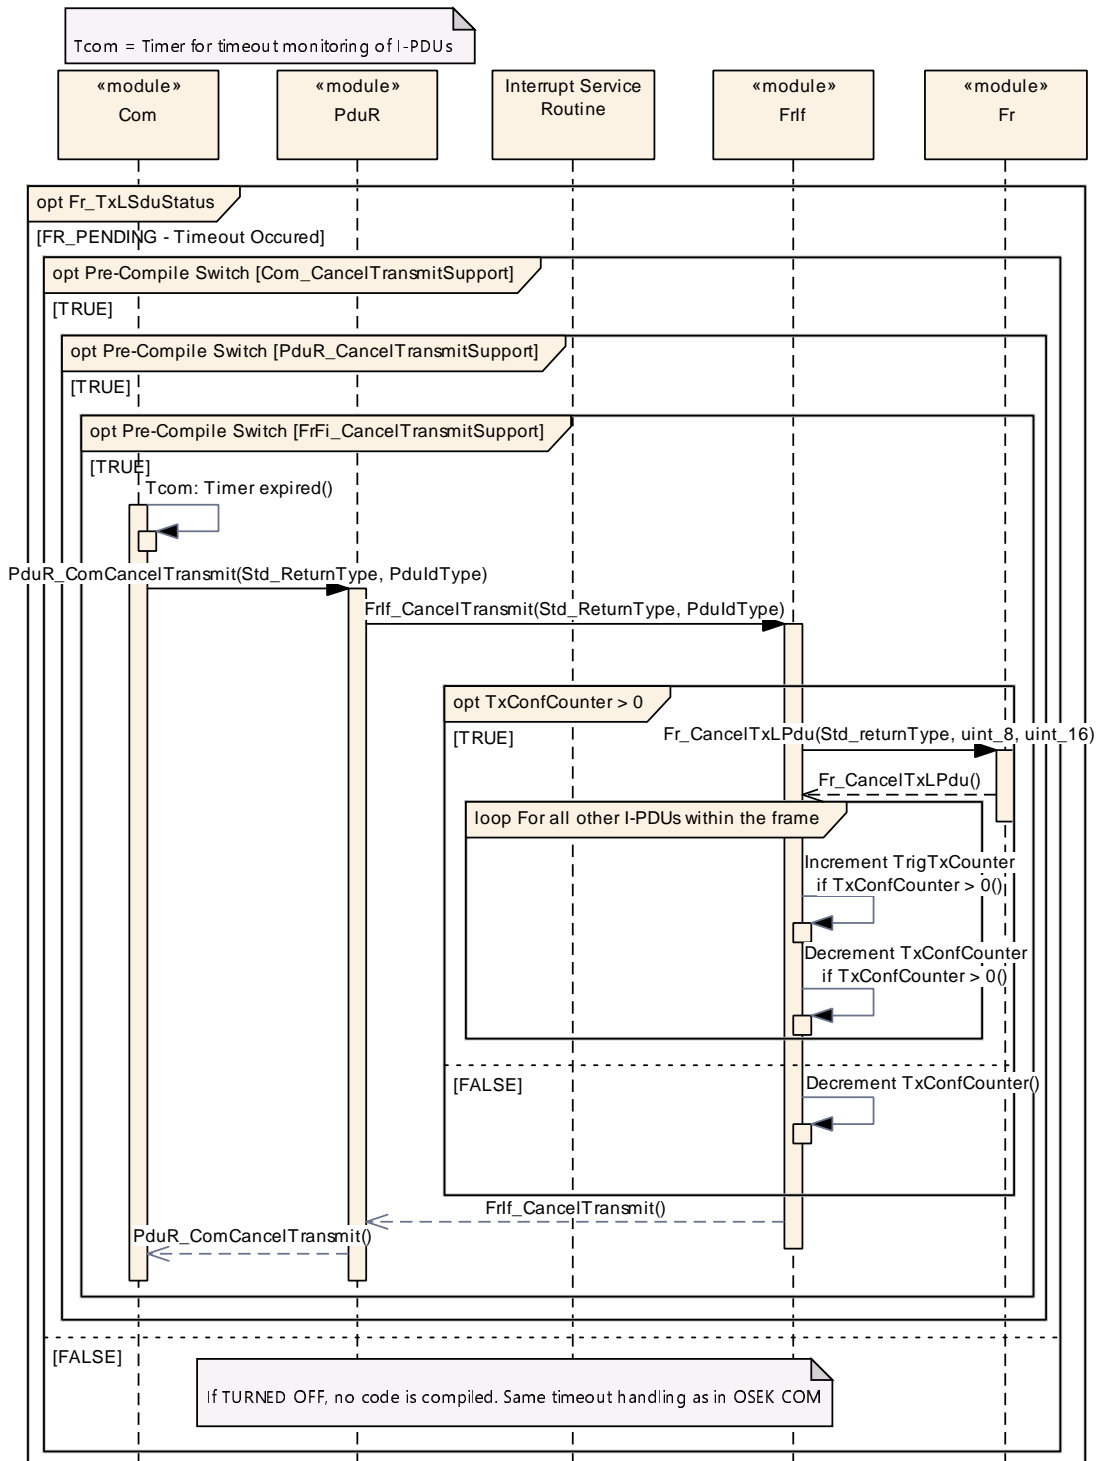 Tcom = Timer for timeout monitoring of I-PDUs
«module»
Com
«module»
PduR
Interrupt Service
Routine
«module»
FrIf
«module»
Fr
opt Fr_TxLSduStatus
[FR_PENDING - Timeout Occured]
opt Pre-Compile Switch [Com_CancelTransmitSupport]
[TRUE]
opt Pre-Compile Switch [PduR_CancelTransmitSupport]
[TRUE]
opt Pre-Compile Switch [FrFi_CancelTransmitSupport]
[TRUE]
Tcom: Timer expired()
PduR_ComCancelTransmit(Std_ReturnType, PduIdType)
FrIf_CancelTransmit(Std_ReturnType, PduIdType)
opt TxConfCounter > 0
[TRUE]
Fr_CancelTxLPdu(Std_returnType, uint_8, uint_16)
Fr_CancelTxLPdu()
loop For all other I-PDUs within the frame
Increment TrigTxCounter
if TxConfCounter > 0()
Decrement TxConfCounter
if TxConfCounter > 0()
[FALSE]
Decrement TxConfCounter()
FrIf_CancelTransmit()
PduR_ComCancelTransmit()
[FALSE]
If TURNED OFF, no code is compiled. Same timeout handling as in OSEK COM